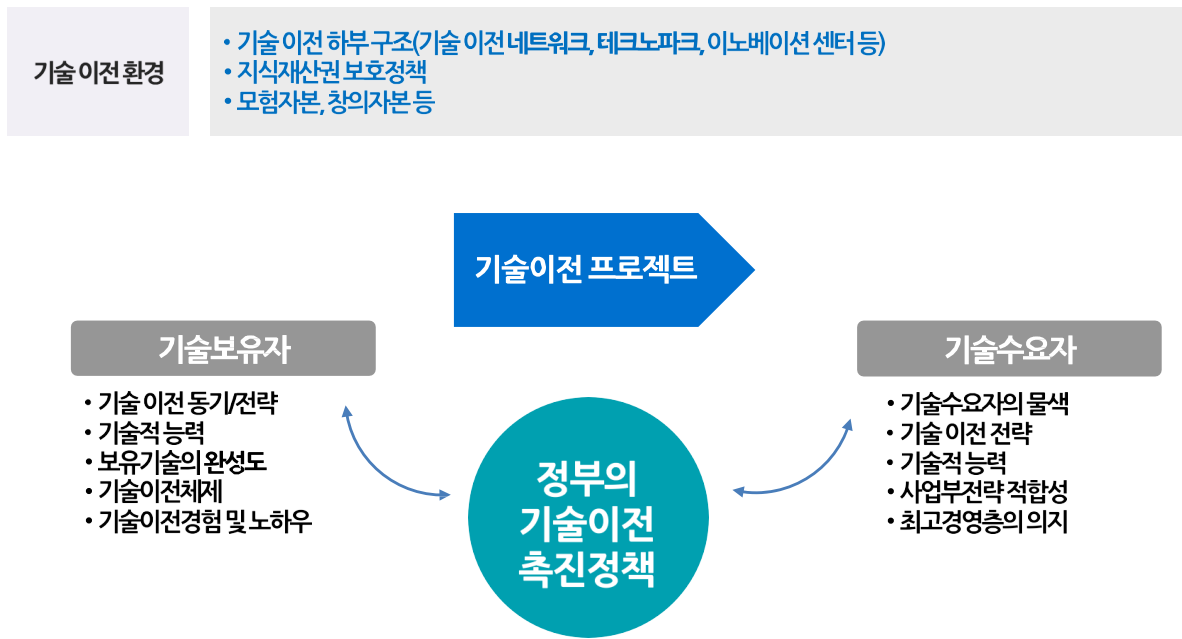 기술 이전 환경
• 기술 이전 하부 구조(기술 이전 네트워크, 테크노파크, 이노베이션 센터 등)
• 지식재산권 보호정책
• 모험자본, 창의자본 등
기술이전 프로젝트
기술보유자
• 기술 이전 동기/전략
• 기술적 능력
• 보유기술의 완성도
• 기술이전체제
• 기술이전경험 및 노하우
정부의
기술이전
촉진정책
기술수요자
• 기술수요자의 물색
• 기술 이전 전략
• 기술적 능력
• 사업부전략 적합성
• 최고경영층의 의지